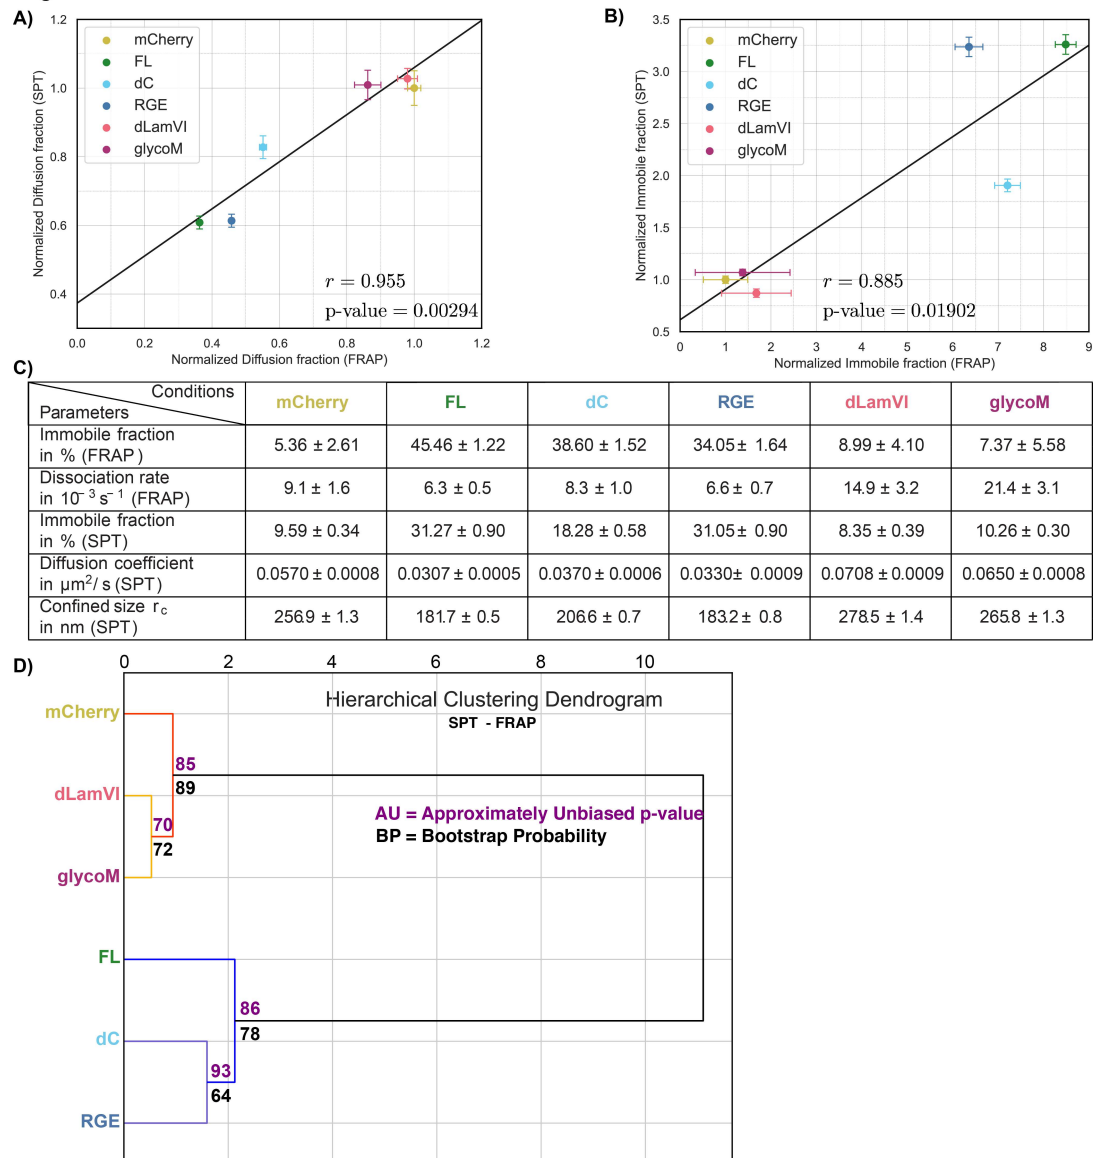 A)
1.2
1.0
0.8
0.6
0.4
Normalized Diffusion fraction (SPT)
mCherry
FL
dC
RGE
dLamVI
glycoM
r = 0.955
p-value = 0.00294
0.0 0.2 0.4 0.6 0.8 1.0 1.2
Normalized Diffusion fraction (FRAP)
B)
3.5
3.0
2.5
2.0
1.5
1.0
0.5
Normalized Immobile fraction (SPT)
mCherry
FL
dC
RGE
dLamVI
glycoM
r = 0.885
p-value = 0.01902
0 1 2 3 4 5 6 7 8 9
Normalized Immobile fraction (FRAP)
C)
Conditions
Parameters
mCherry FL dC RGE dLamVI glycoM
Immobile fraction
in % (FRAP)
5.36 ± 2.61 45.46 ± 1.22 38.60 ± 1.52 34.05 ± 1.64 8.99 ± 4.10 7.37 ± 5.58
Dissociation rate
in 10⁻³ s⁻¹ (FRAP)
9.1 ± 1.6 6.3 ± 0.5 8.3 ± 1.0 6.6 ± 0.7 14.9 ± 3.2 21.4 ± 3.1
Immobile fraction
in % (SPT)
9.59 ± 0.34 31.27 ± 0.90 18.28 ± 0.58 31.05 ± 0.90 8.35 ± 0.39 10.26 ± 0.30
Diffusion coefficient
in µm²/ s (SPT)
0.0570 ± 0.0008 0.0307 ± 0.0005 0.0370 ± 0.0006 0.0330 ± 0.0009 0.0708 ± 0.0009 0.0650 ± 0.0008
Confined size r c
in nm (SPT)
256.9 ± 1.3 181.7 ± 0.5 206.6 ± 0.7 183.2 ± 0.8 278.5 ± 1.4 265.8 ± 1.3
D)
0 2 4 6 8 10
Hierarchical Clustering Dendrogram
SPT - FRAP
mCherry
85
89
dLamVI
AU = Approximately Unbiased p-value
BP = Bootstrap Probability
70
72
glycoM
FL
86
78
dC
93
64
RGE